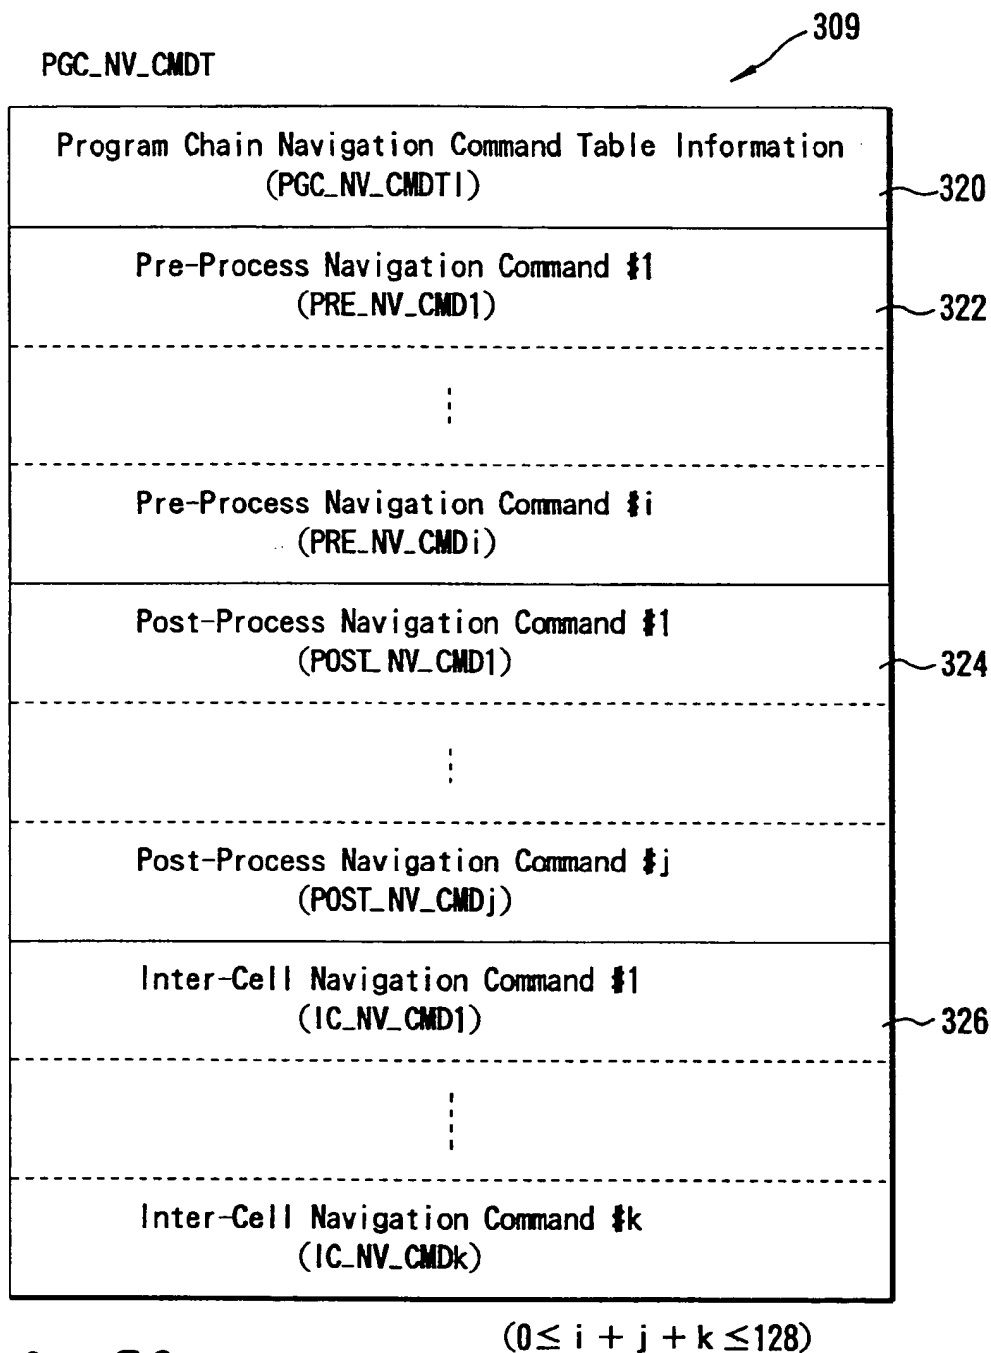 309
PGC_NV_CMDT
Program Chain Navigation Command Table Information
(PGC_NV_CMDTI)
320
Pre-Process Navigation Command #1
(PRE_NV_CMD1)
322
Pre-Process Navigation Command #i
(PRE_NV_CMDi)
Post-Process Navigation Command #1
(POST_NV_CMD1)
324
Post-Process Navigation Command #j
(POST_NV_CMDj)
Inter-Cell Navigation Command #1
(IC_NV_CMD1)
326
Inter-Cell Navigation Command #k
(IC_NV_CMDk)
(0≤ i + j + k ≤128)